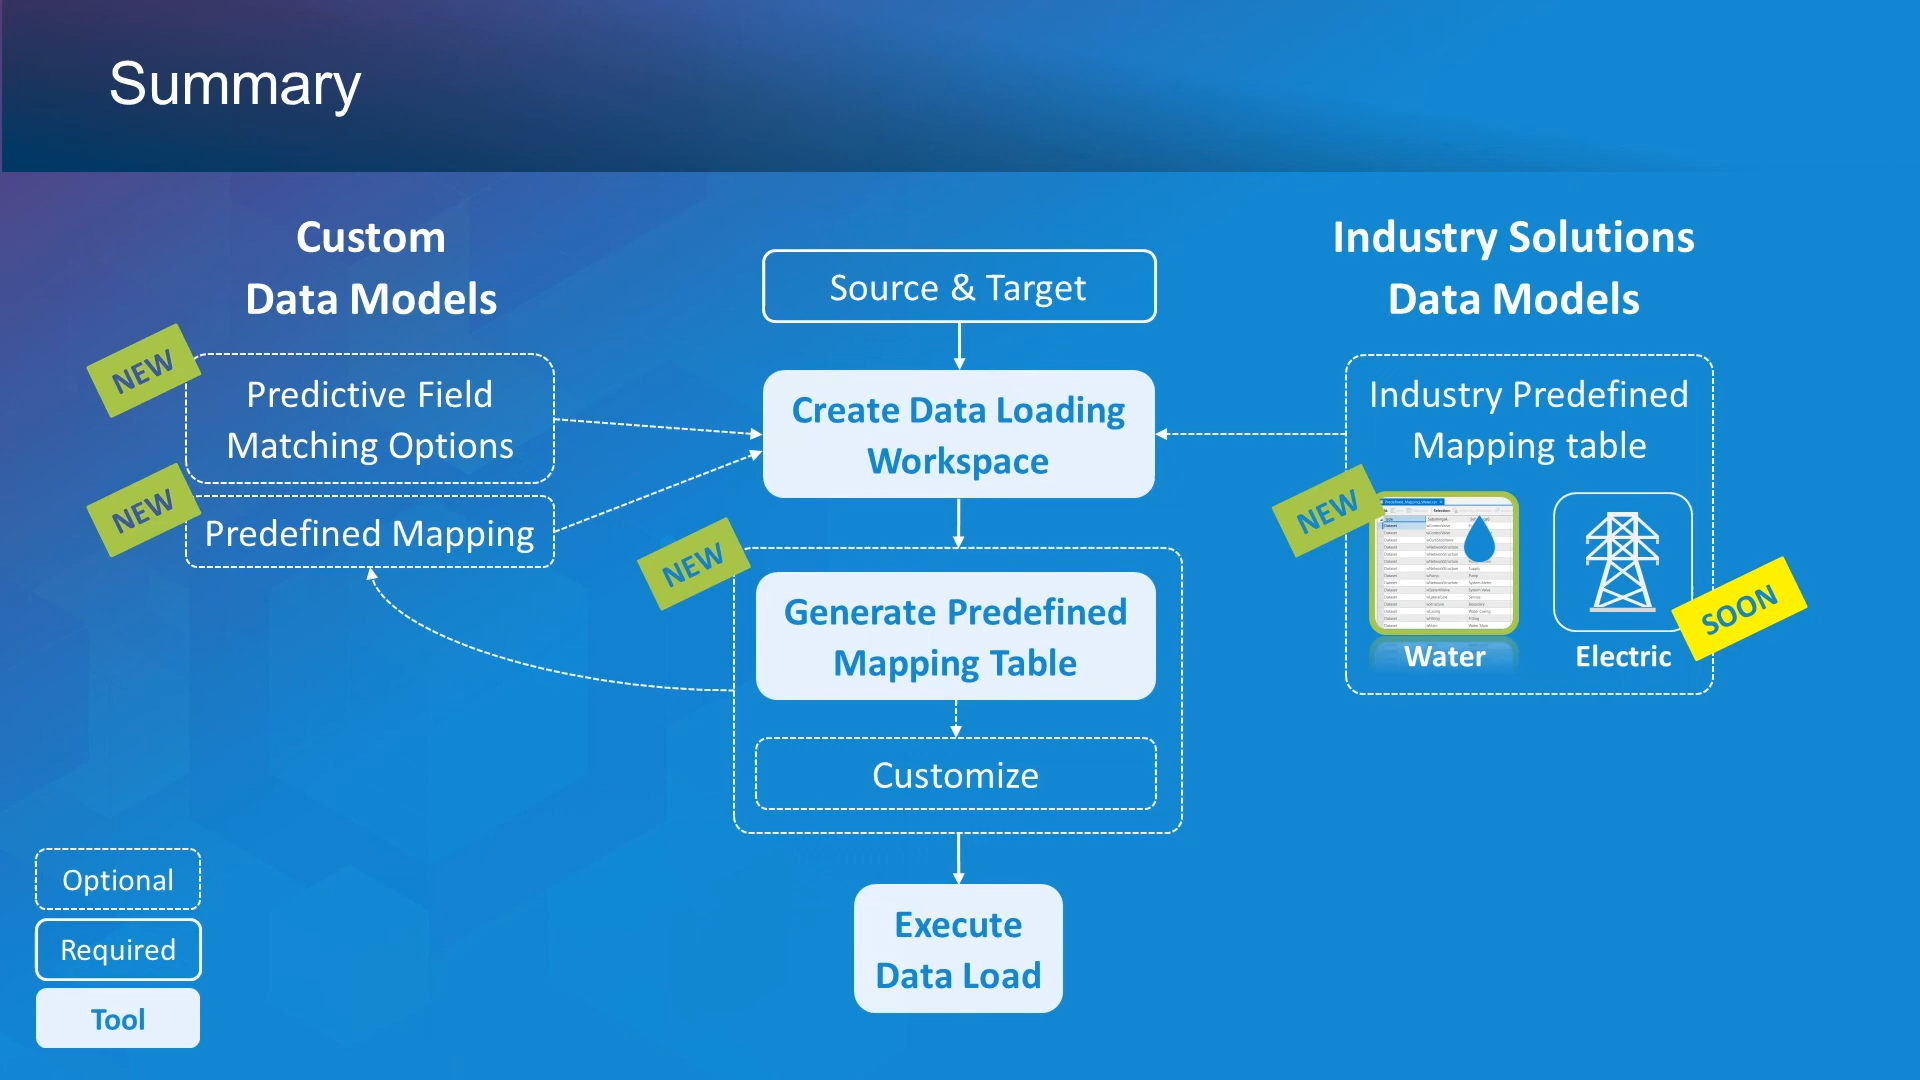 Summary
Custom
Data Models
NEW
Predictive Field
Matching Options
NEW
Predefined Mapping
Source & Target
Create Data Loading
Workspace
NEW
Generate Predefined
Mapping Table
Customize
Execute
Data Load
Industry Solutions
Data Models
Industry Predefined
Mapping table
NEW
Water
Electric
SOON
Optional
Required
Tool